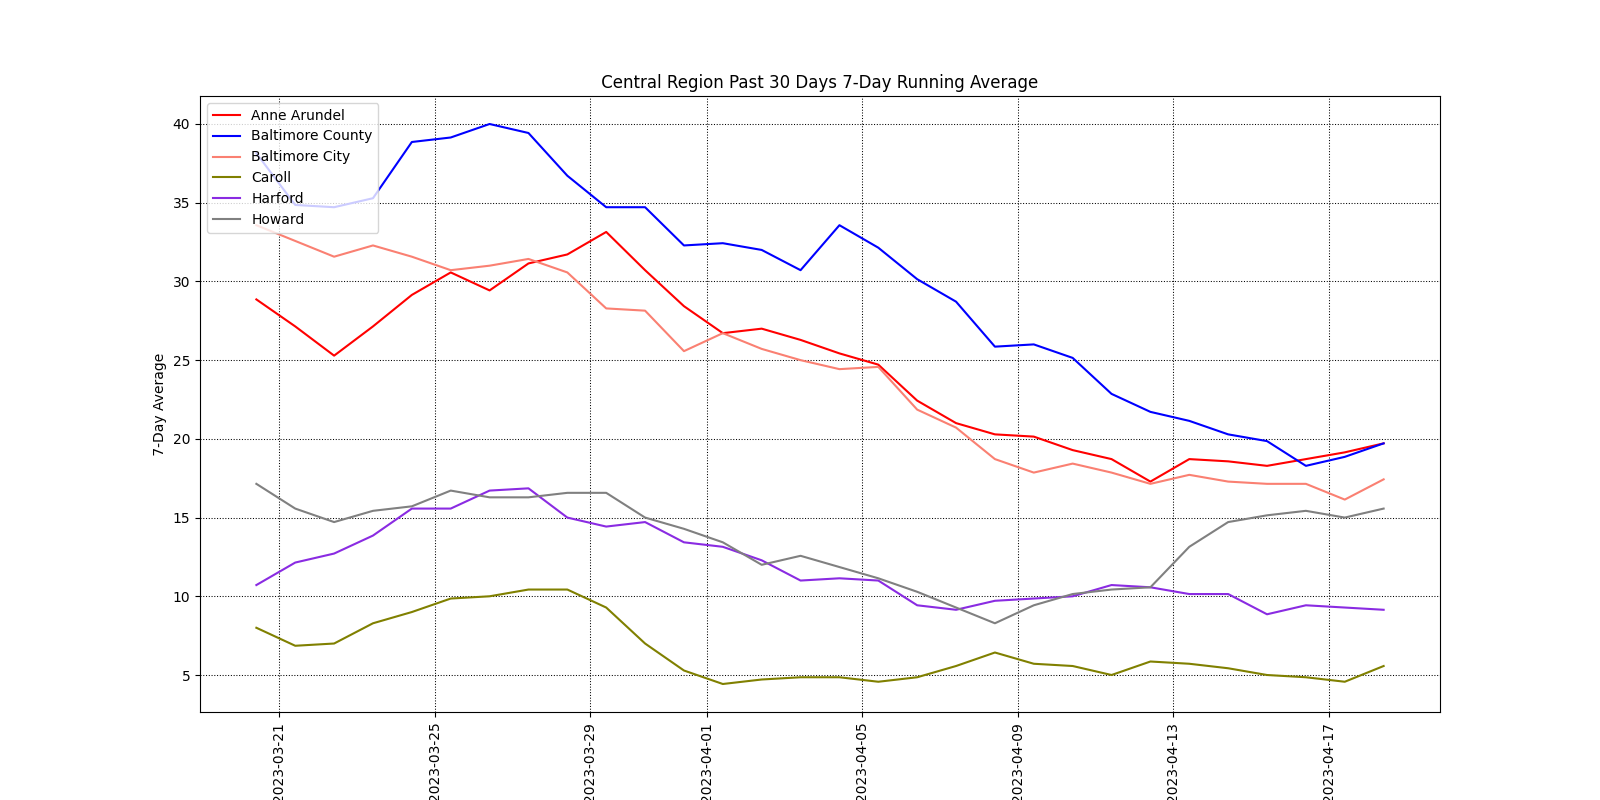 Central Region Past 30 Days 7-Day Running Average
Anne Arundel
Baltimore County
Baltimore City
Caroll
Harford
Howard
7-Day Average
40
35
30
25
20
15
10
5
2023-03-21
2023-03-25
2023-03-29
2023-04-01
2023-04-05
2023-04-09
2023-04-13
2023-04-17